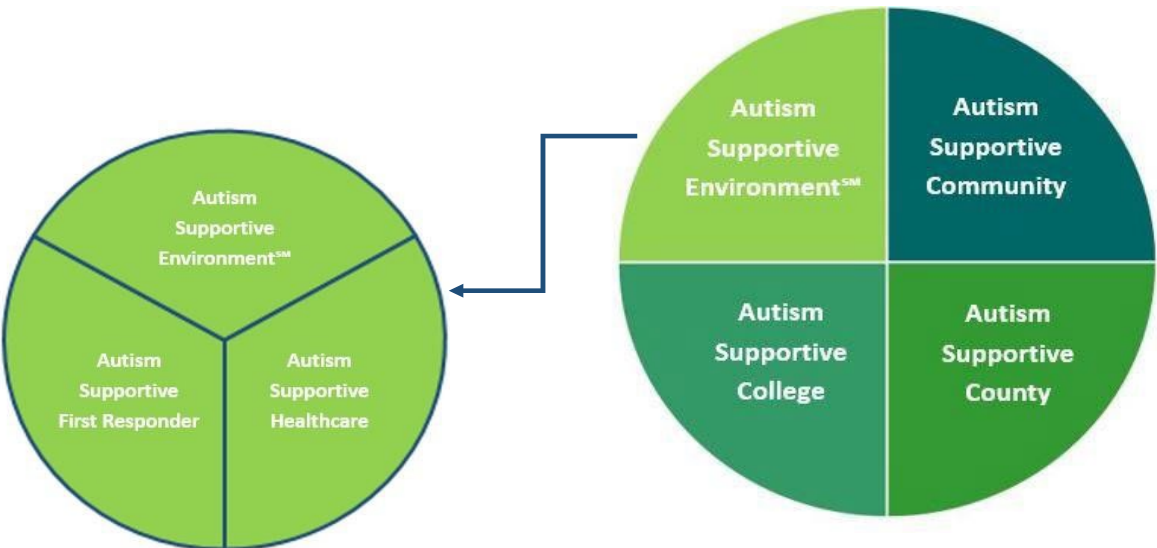 Autism
Supportive
Environment℠
Autism
Supportive
First Responder
Autism
Supportive
Healthcare
Autism
Supportive
Environment℠
Autism
Supportive
Community
Autism
Supportive
College
Autism
Supportive
County